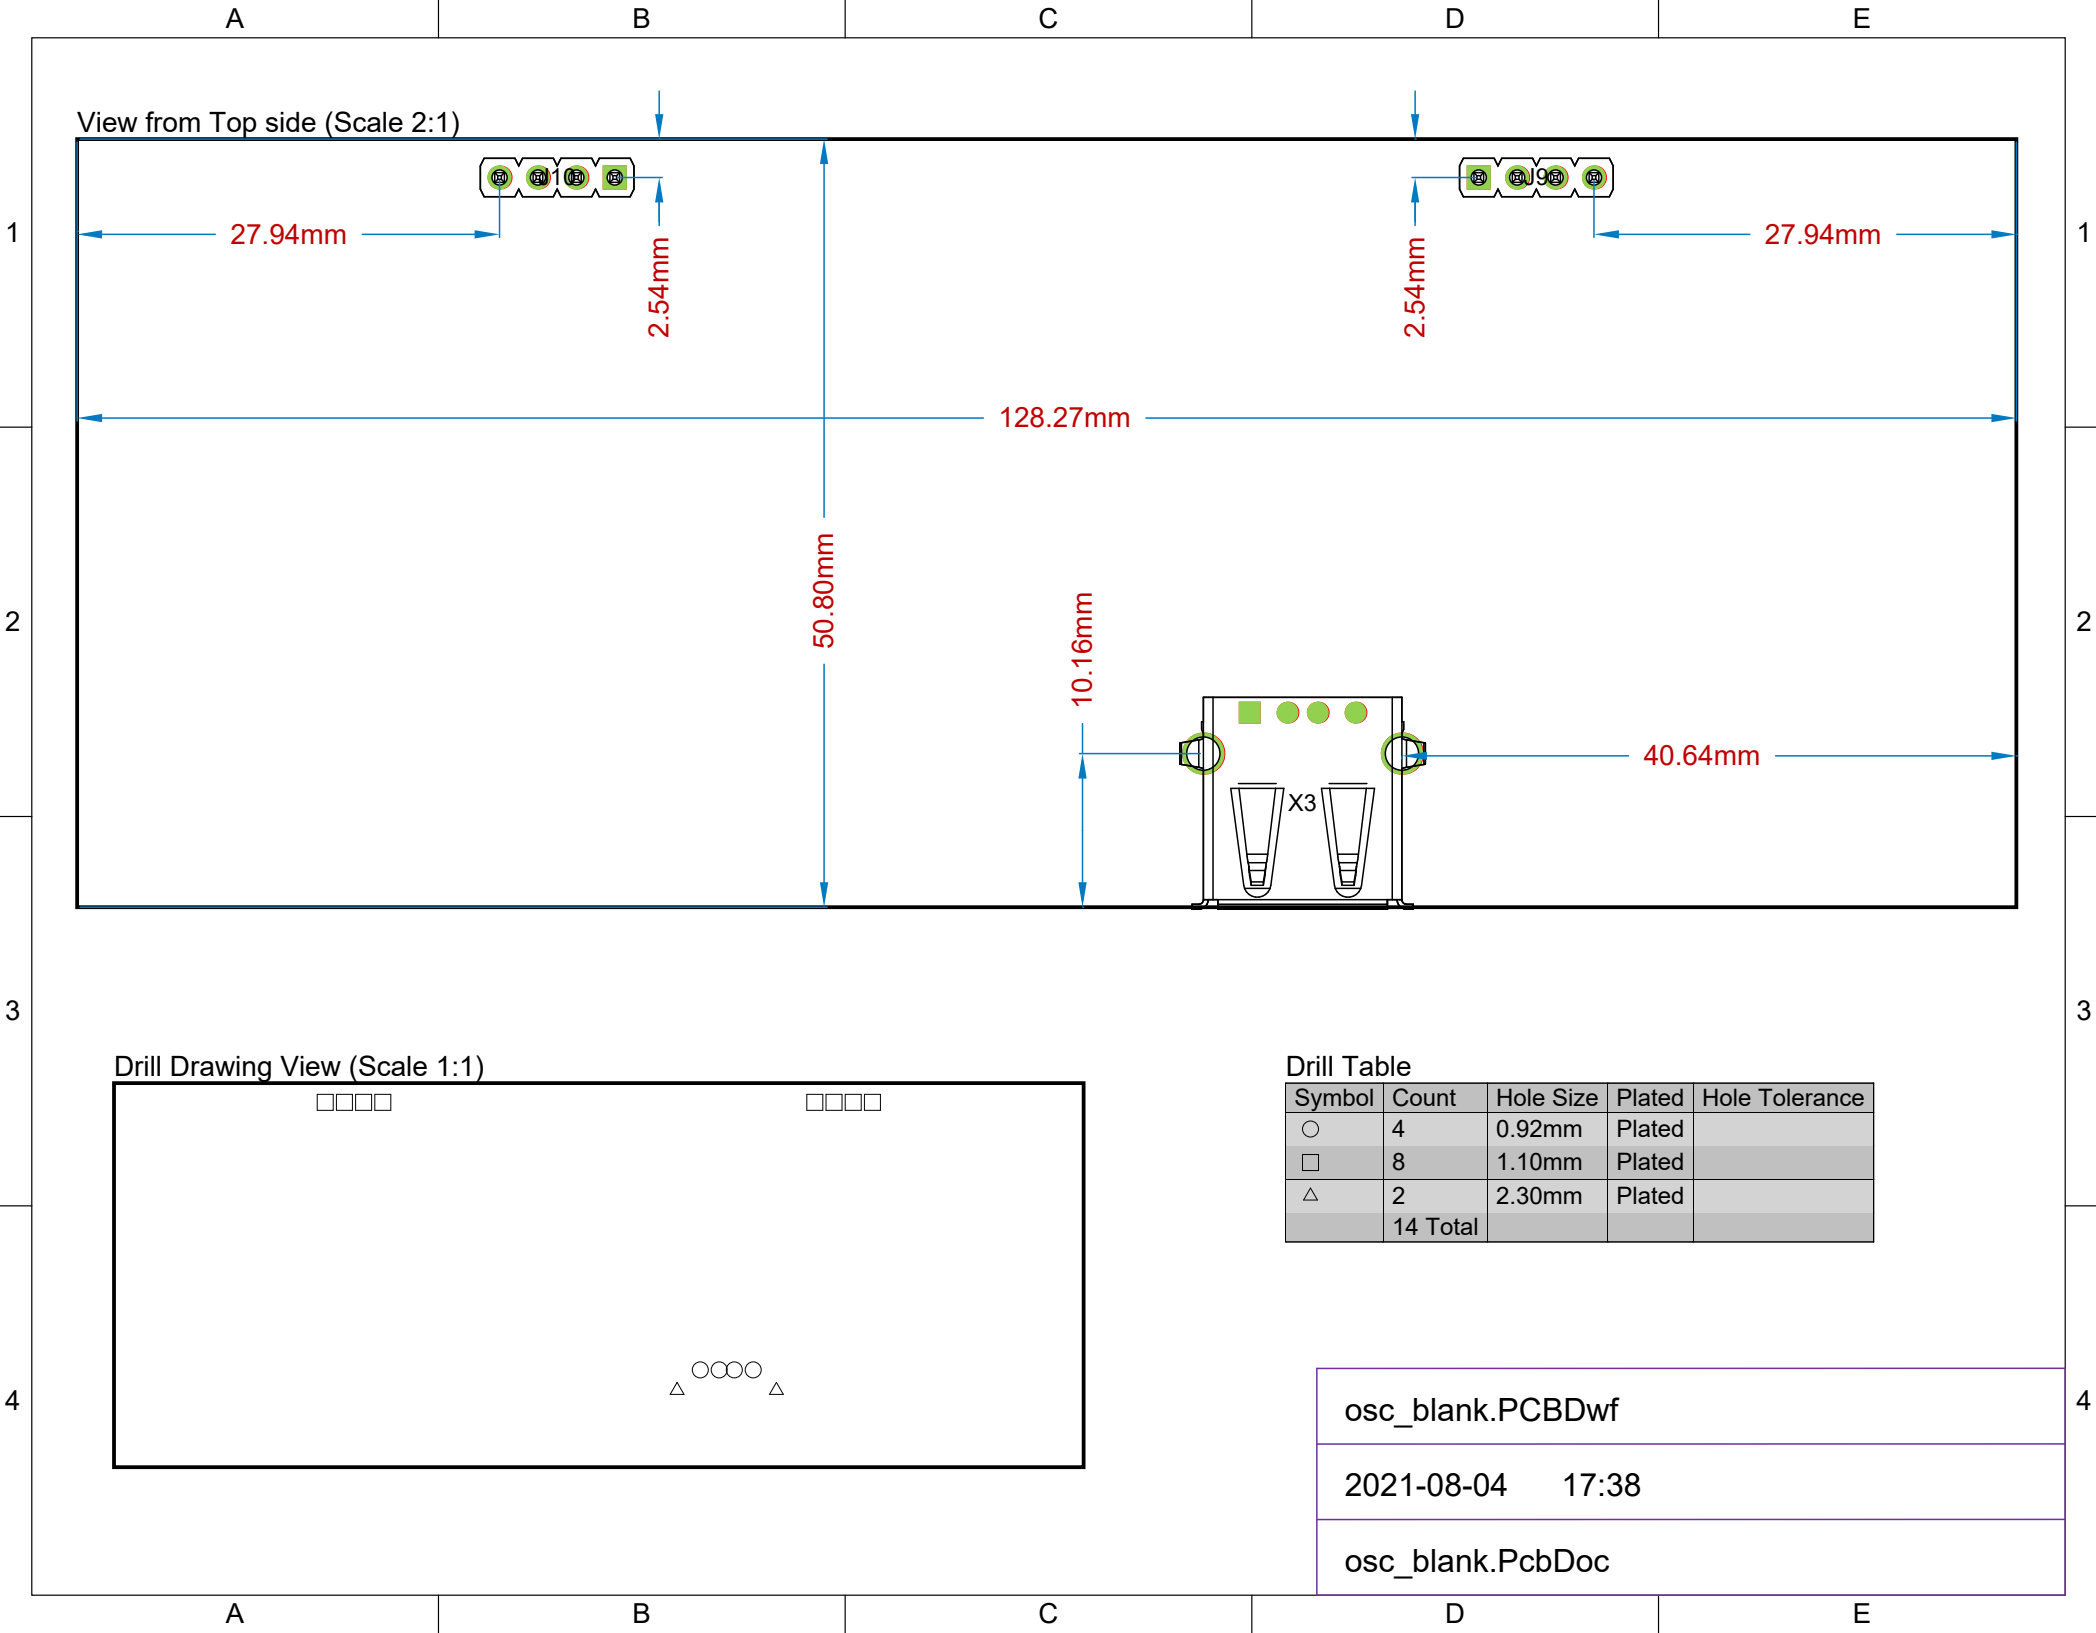 A B C D E
View from Top side (Scale 2:1)
J10 J9
1 27.94mm 2.54mm 2.54mm 27.94mm 1
128.27mm
50.80mm
10.16mm
2 2
40.64mm
X3
3 3
Drill Drawing View (Scale 1:1)
Drill Table
Symbol Count Hole Size Plated Hole Tolerance
4 0.92mm Plated
8 1.10mm Plated
2 2.30mm Plated
14 Total
4 4
osc_blank.PCBDwf
2021-08-04 17:38
osc_blank.PcbDoc
A B C D E